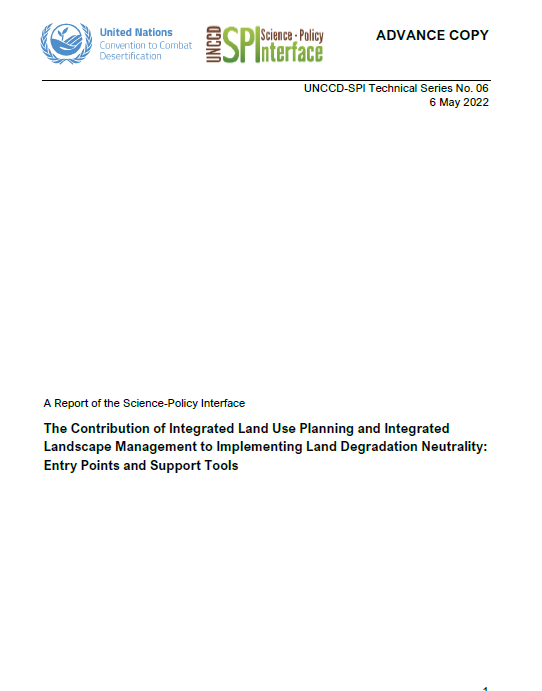 United Nations
Convention to Combat
Desertification
UNCCD
SPI
Science - Policy
Interface
ADVANCE COPY
UNCCD-SPI Technical Series No. 06
6 May 2022
A Report of the Science-Policy Interface
The Contribution of Integrated Land Use Planning and Integrated
Landscape Management to Implementing Land Degradation Neutrality:
Entry Points and Support Tools